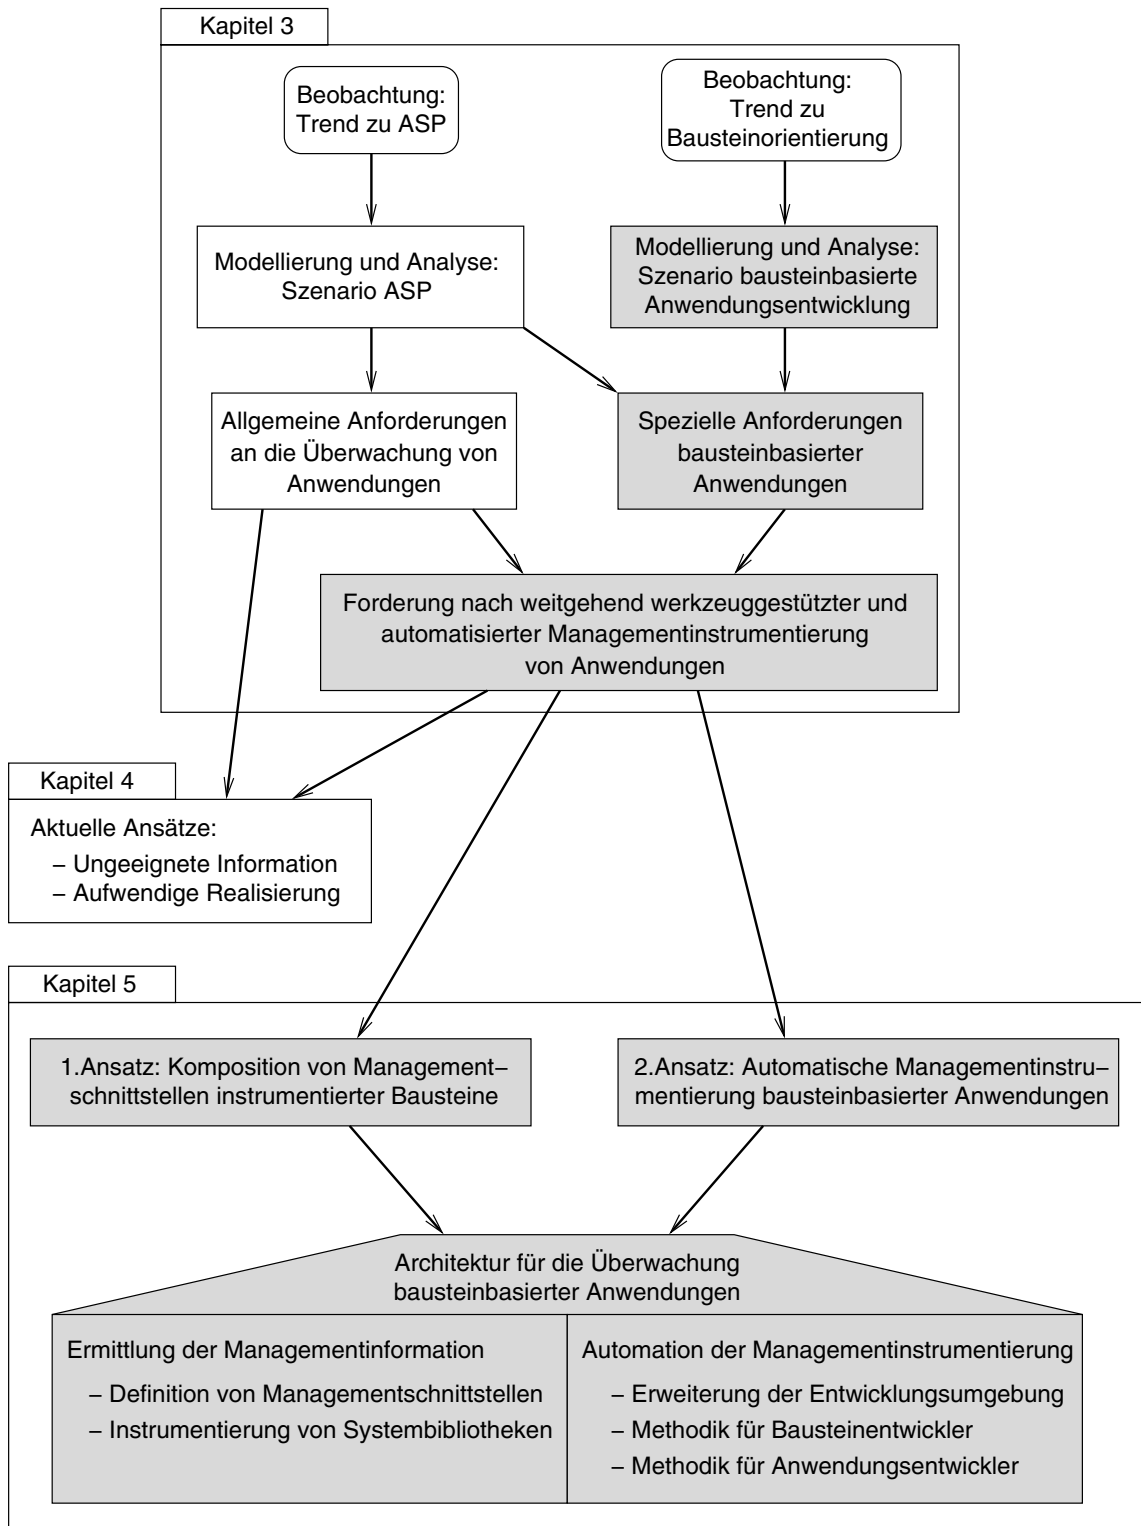 Kapitel 3
Beobachtung:
Trend zu ASP
Beobachtung:
Trend zu
Bausteinorientierung
Modellierung und Analyse:
Szenario ASP
Modellierung und Analyse:
Szenario bausteinbasierte
Anwendungsentwicklung
Allgemeine Anforderungen
an die Überwachung von
Anwendungen
Spezielle Anforderungen
bausteinbasierter
Anwendungen
Forderung nach weitgehend werkzeuggestützter und
automatisierter Managementinstrumentierung
von Anwendungen
Kapitel 4
Aktuelle Ansätze:
– Ungeeignete Information
– Aufwendige Realisierung
Kapitel 5
1.Ansatz: Komposition von Management–
schnittstellen instrumentierter Bausteine
2.Ansatz: Automatische Managementinstru–
mentierung bausteinbasierter Anwendungen
Architektur für die Überwachung
bausteinbasierter Anwendungen
Ermittlung der Managementinformation
– Definition von Managementschnittstellen
– Instrumentierung von Systembibliotheken
Automation der Managementinstrumentierung
– Erweiterung der Entwicklungsumgebung
– Methodik für Bausteinentwickler
– Methodik für Anwendungsentwickler